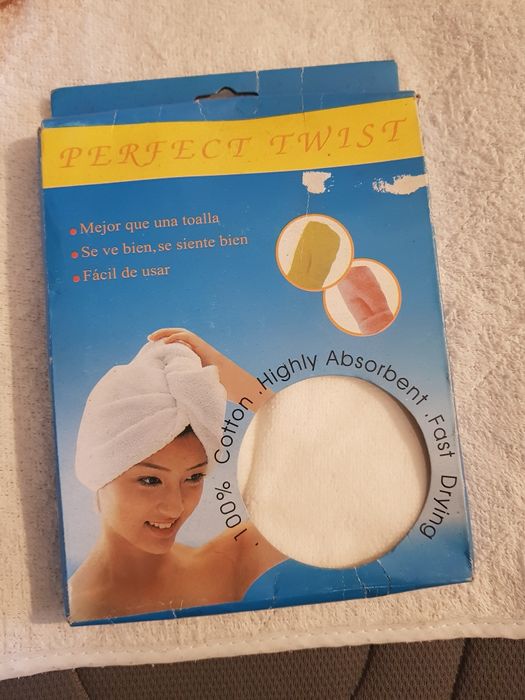 PERFECT TWIST
Mejor que una toalla
Se ve bien, se siente bien
Fácil de usar
.100% Cotton .Highly Absorbent .Fast Drying